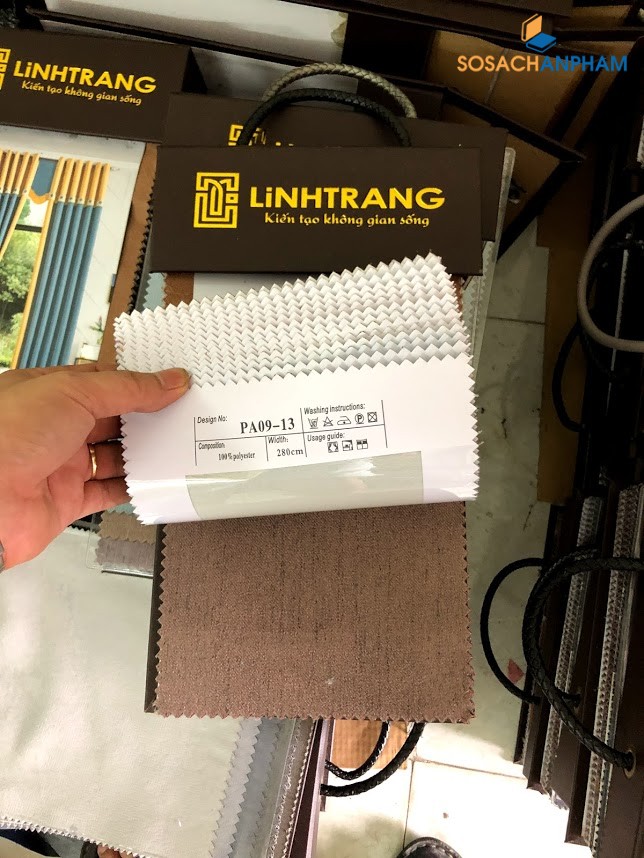 SOSACHANPHAM
LiNHTRANG
Kiến tạo không gian sống
LiNHTRANG
Kiến tạo không gian sống
Design No: PA09-13
Washing instructions:
Composition 100% polyester
Width: 280cm
Usage guide: